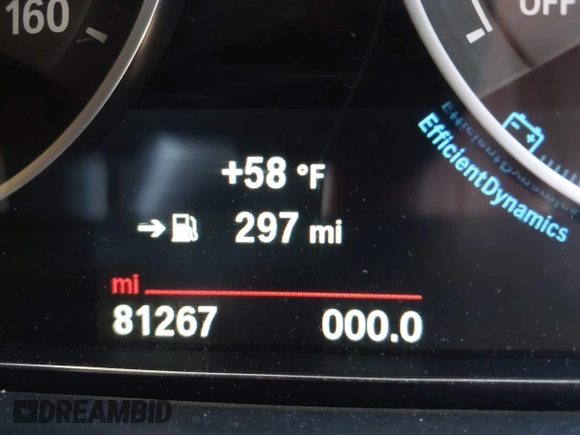 160
OFF
EfficientDynamics
+58 °F
297 mi
mi
81267 000.0
DREAMBID